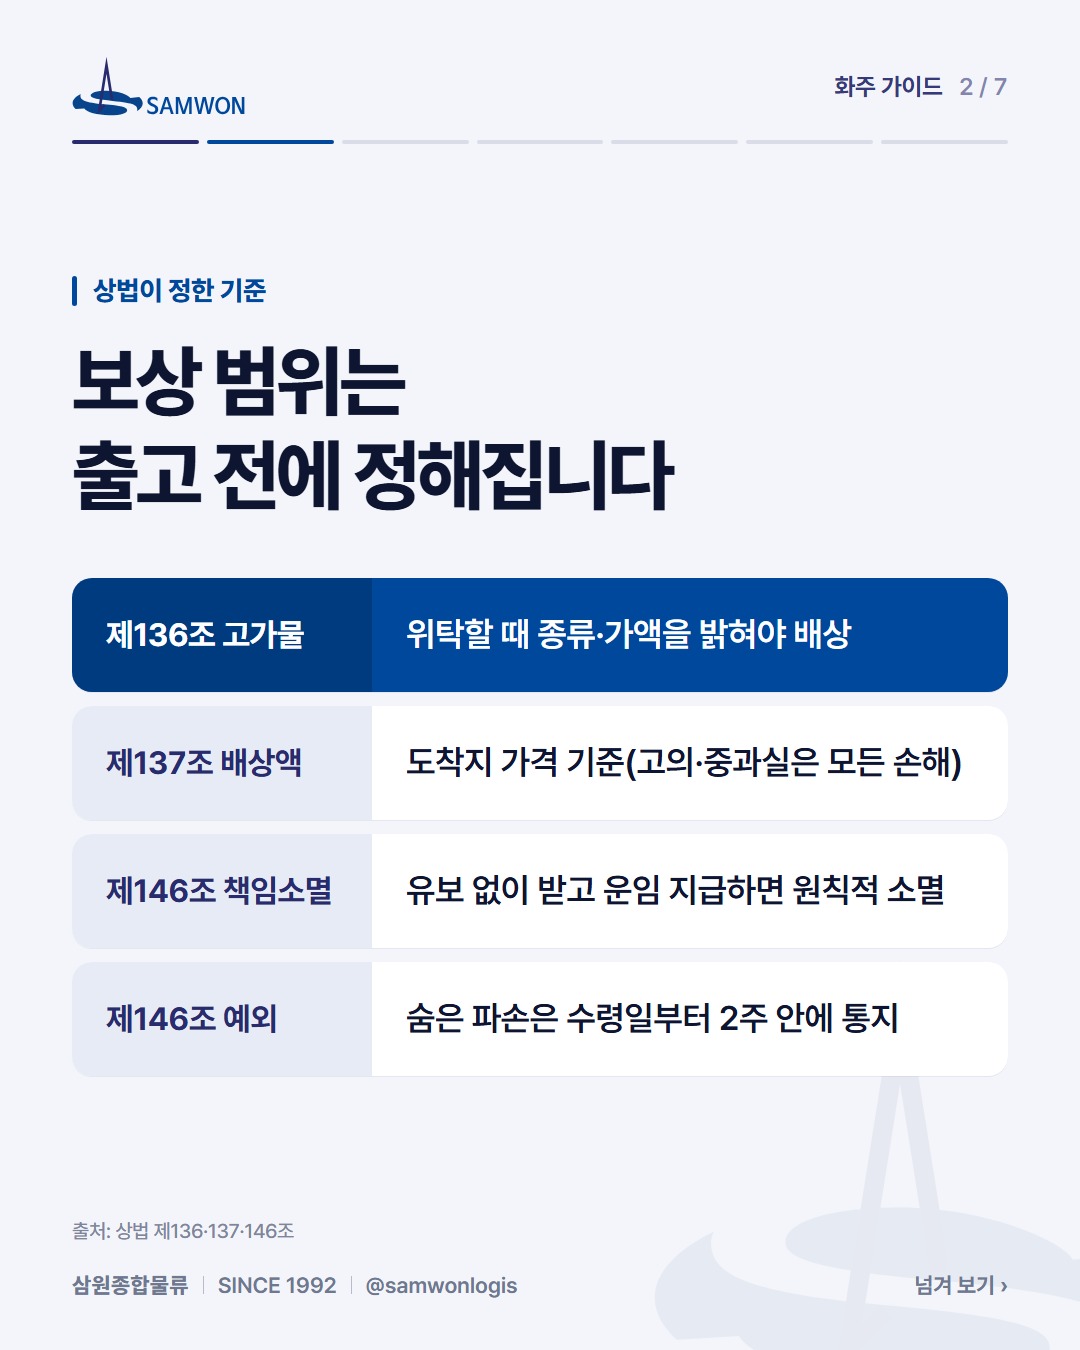 SAMWON
화주 가이드 2 / 7
상법이 정한 기준
보상 범위는
출고 전에 정해집니다
제136조 고가물 위탁할 때 종류·가액을 밝혀야 배상
제137조 배상액 도착지 가격 기준(고의·중과실은 모든 손해)
제146조 책임소멸 유보 없이 받고 운임 지급하면 원칙적 소멸
제146조 예외 숨은 파손은 수령일부터 2주 안에 통지
출처: 상법 제136·137·146조
삼원종합물류 | SINCE 1992 | @samwonlogis 넘겨 보기 ›